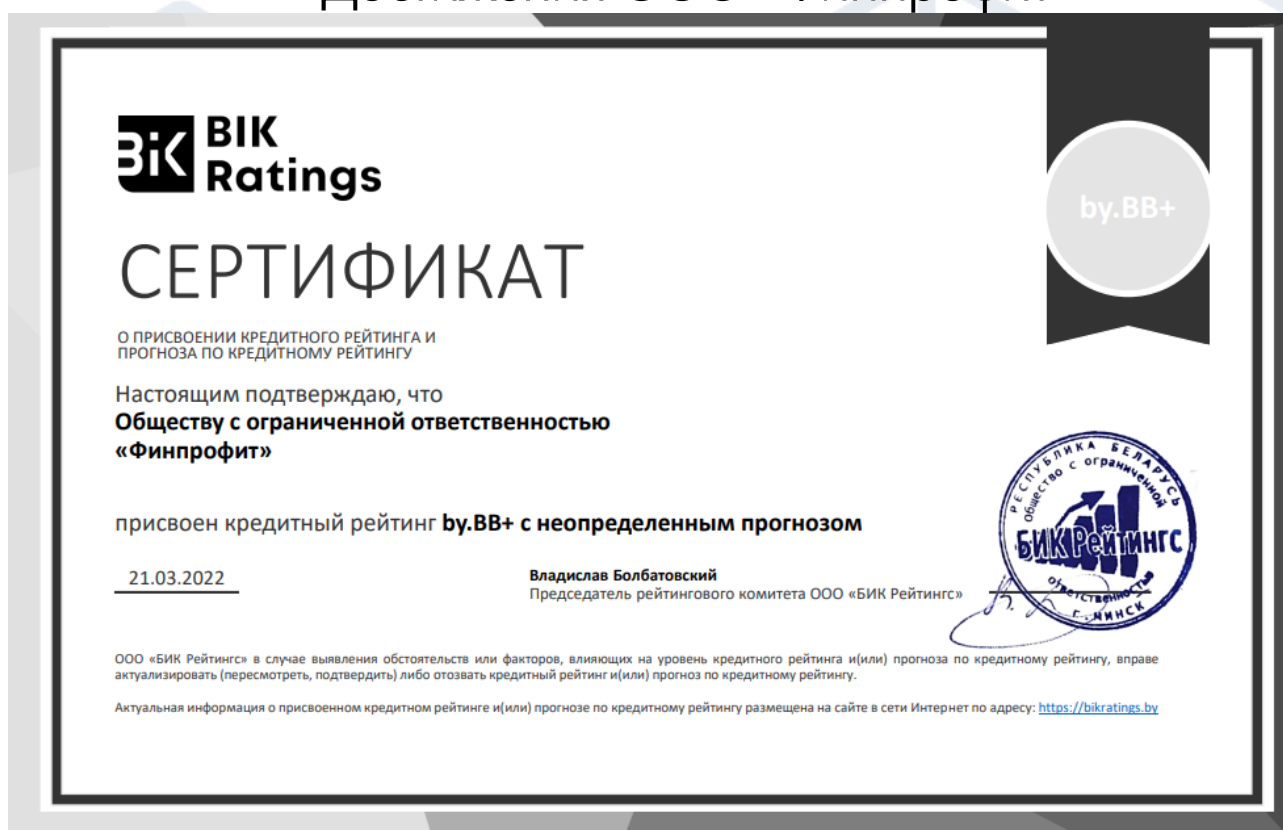 BiK
BIK
Ratings
by.BB+
СЕРТИФИКАТ
О ПРИСВОЕНИИ КРЕДИТНОГО РЕЙТИНГА И
ПРОГНОЗА ПО КРЕДИТНОМУ РЕЙТИНГУ
Настоящим подтверждаю, что
Обществу с ограниченной ответственностью
«Финпрофит»
присвоен кредитный рейтинг by.BB+ с неопределенным прогнозом
21.03.2022
Владислав Болбатовский
Председатель рейтингового комитета ООО «БИК Рейтингс»
РЕСПУБЛИКА БЕЛАРУСЬ
Общество с ограниченной
БИК Рейтингс
ответственностью
г. МИНСК
ООО «БИК Рейтингс» в случае выявления обстоятельств или факторов, влияющих на уровень кредитного рейтинга и(или) прогноза по кредитному рейтингу, вправе
актуализировать (пересмотреть, подтвердить) либо отозвать кредитный рейтинг и(или) прогноз по кредитному рейтингу.
Актуальная информация о присвоенном кредитном рейтинге и(или) прогнозе по кредитному рейтингу размещена на сайте в сети Интернет по адресу: https://bikratings.by